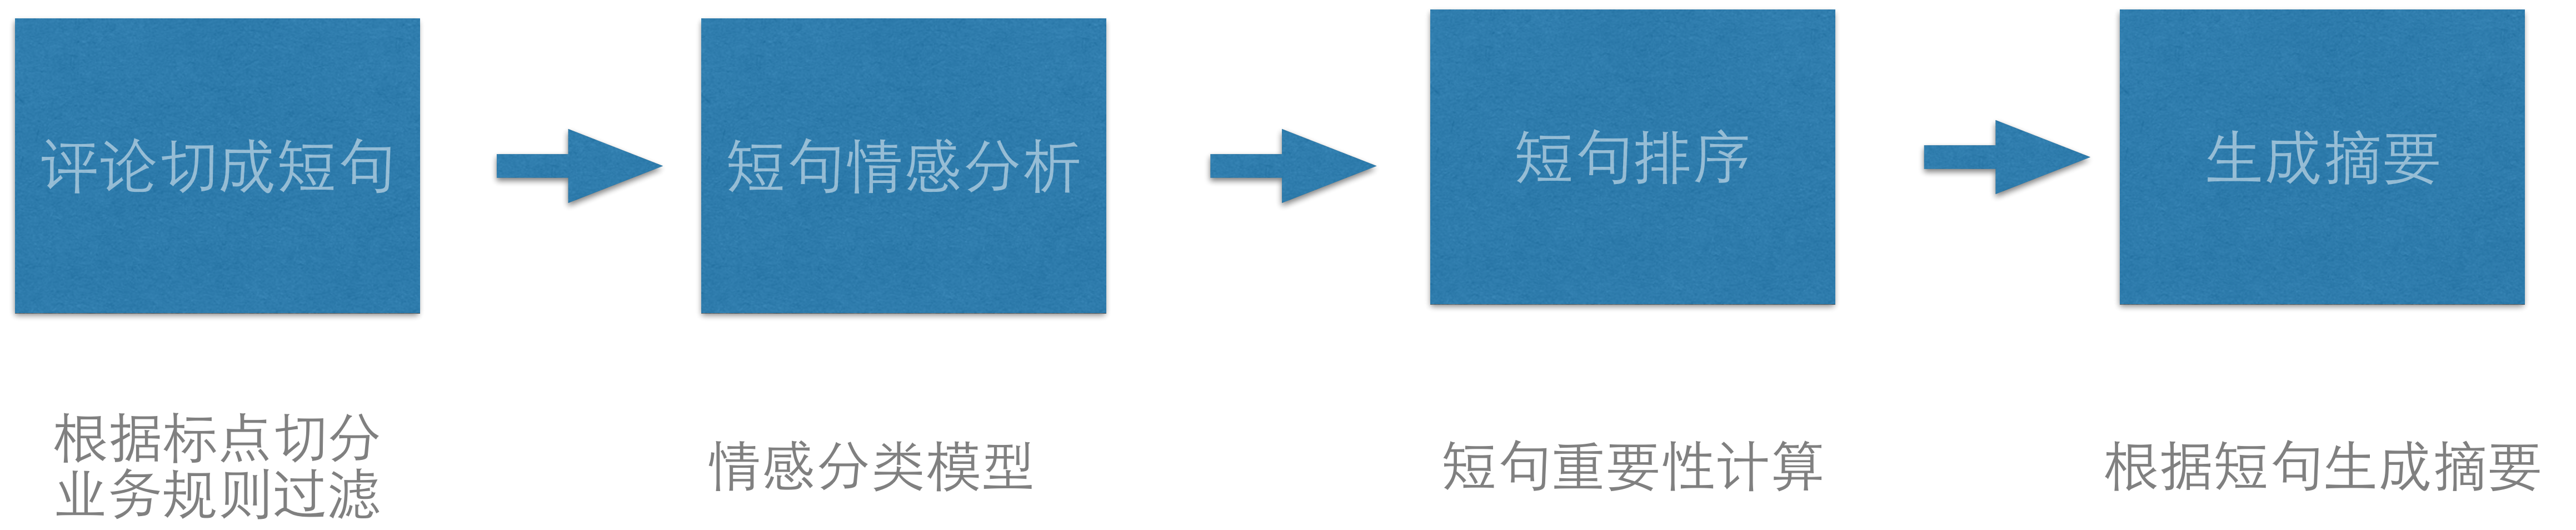 评论切成短句
短句情感分析
短句排序
生成摘要
根据标点切分
业务规则过滤
情感分类模型
短句重要性计算
根据短句生成摘要